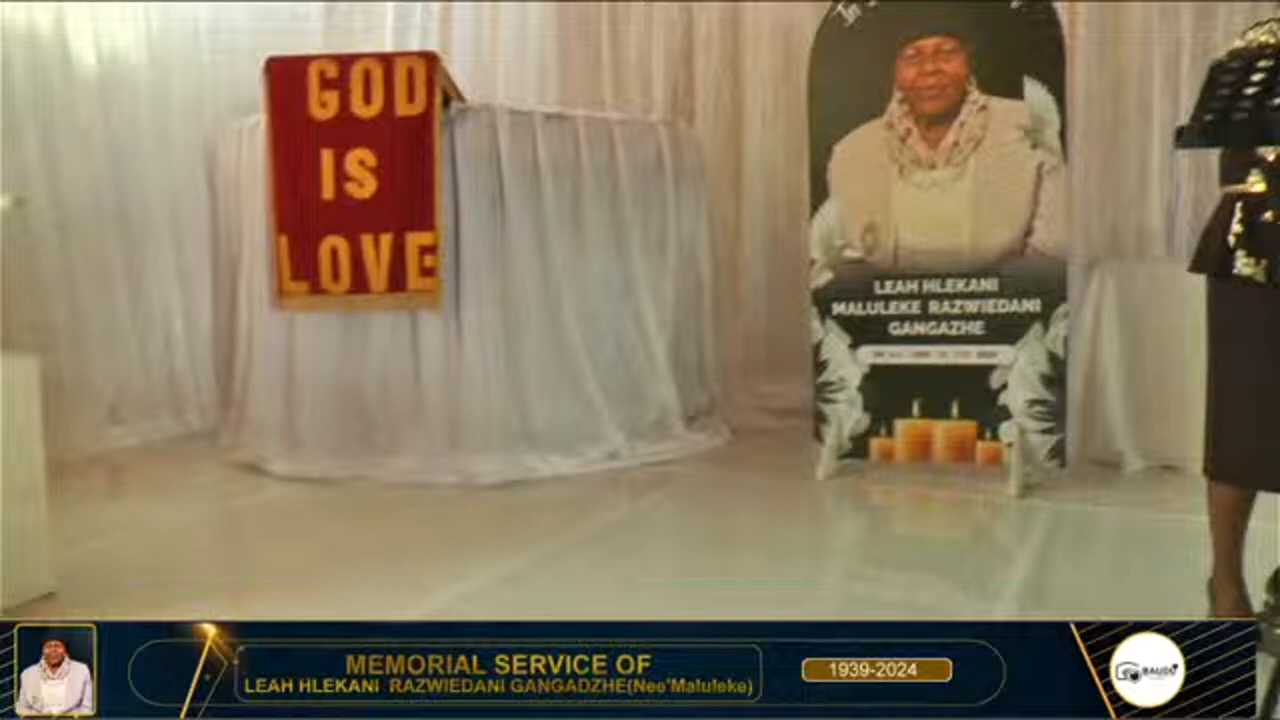 GOD
IS
LOVE
LEAH HLEKANI
MALULEKE RAZWIEDANI
GANGAZHE
MEMORIAL SERVICE OF
LEAH HLEKANI RAZWIEDANI GANGADZHE(Nee'Maluleke)
1939-2024